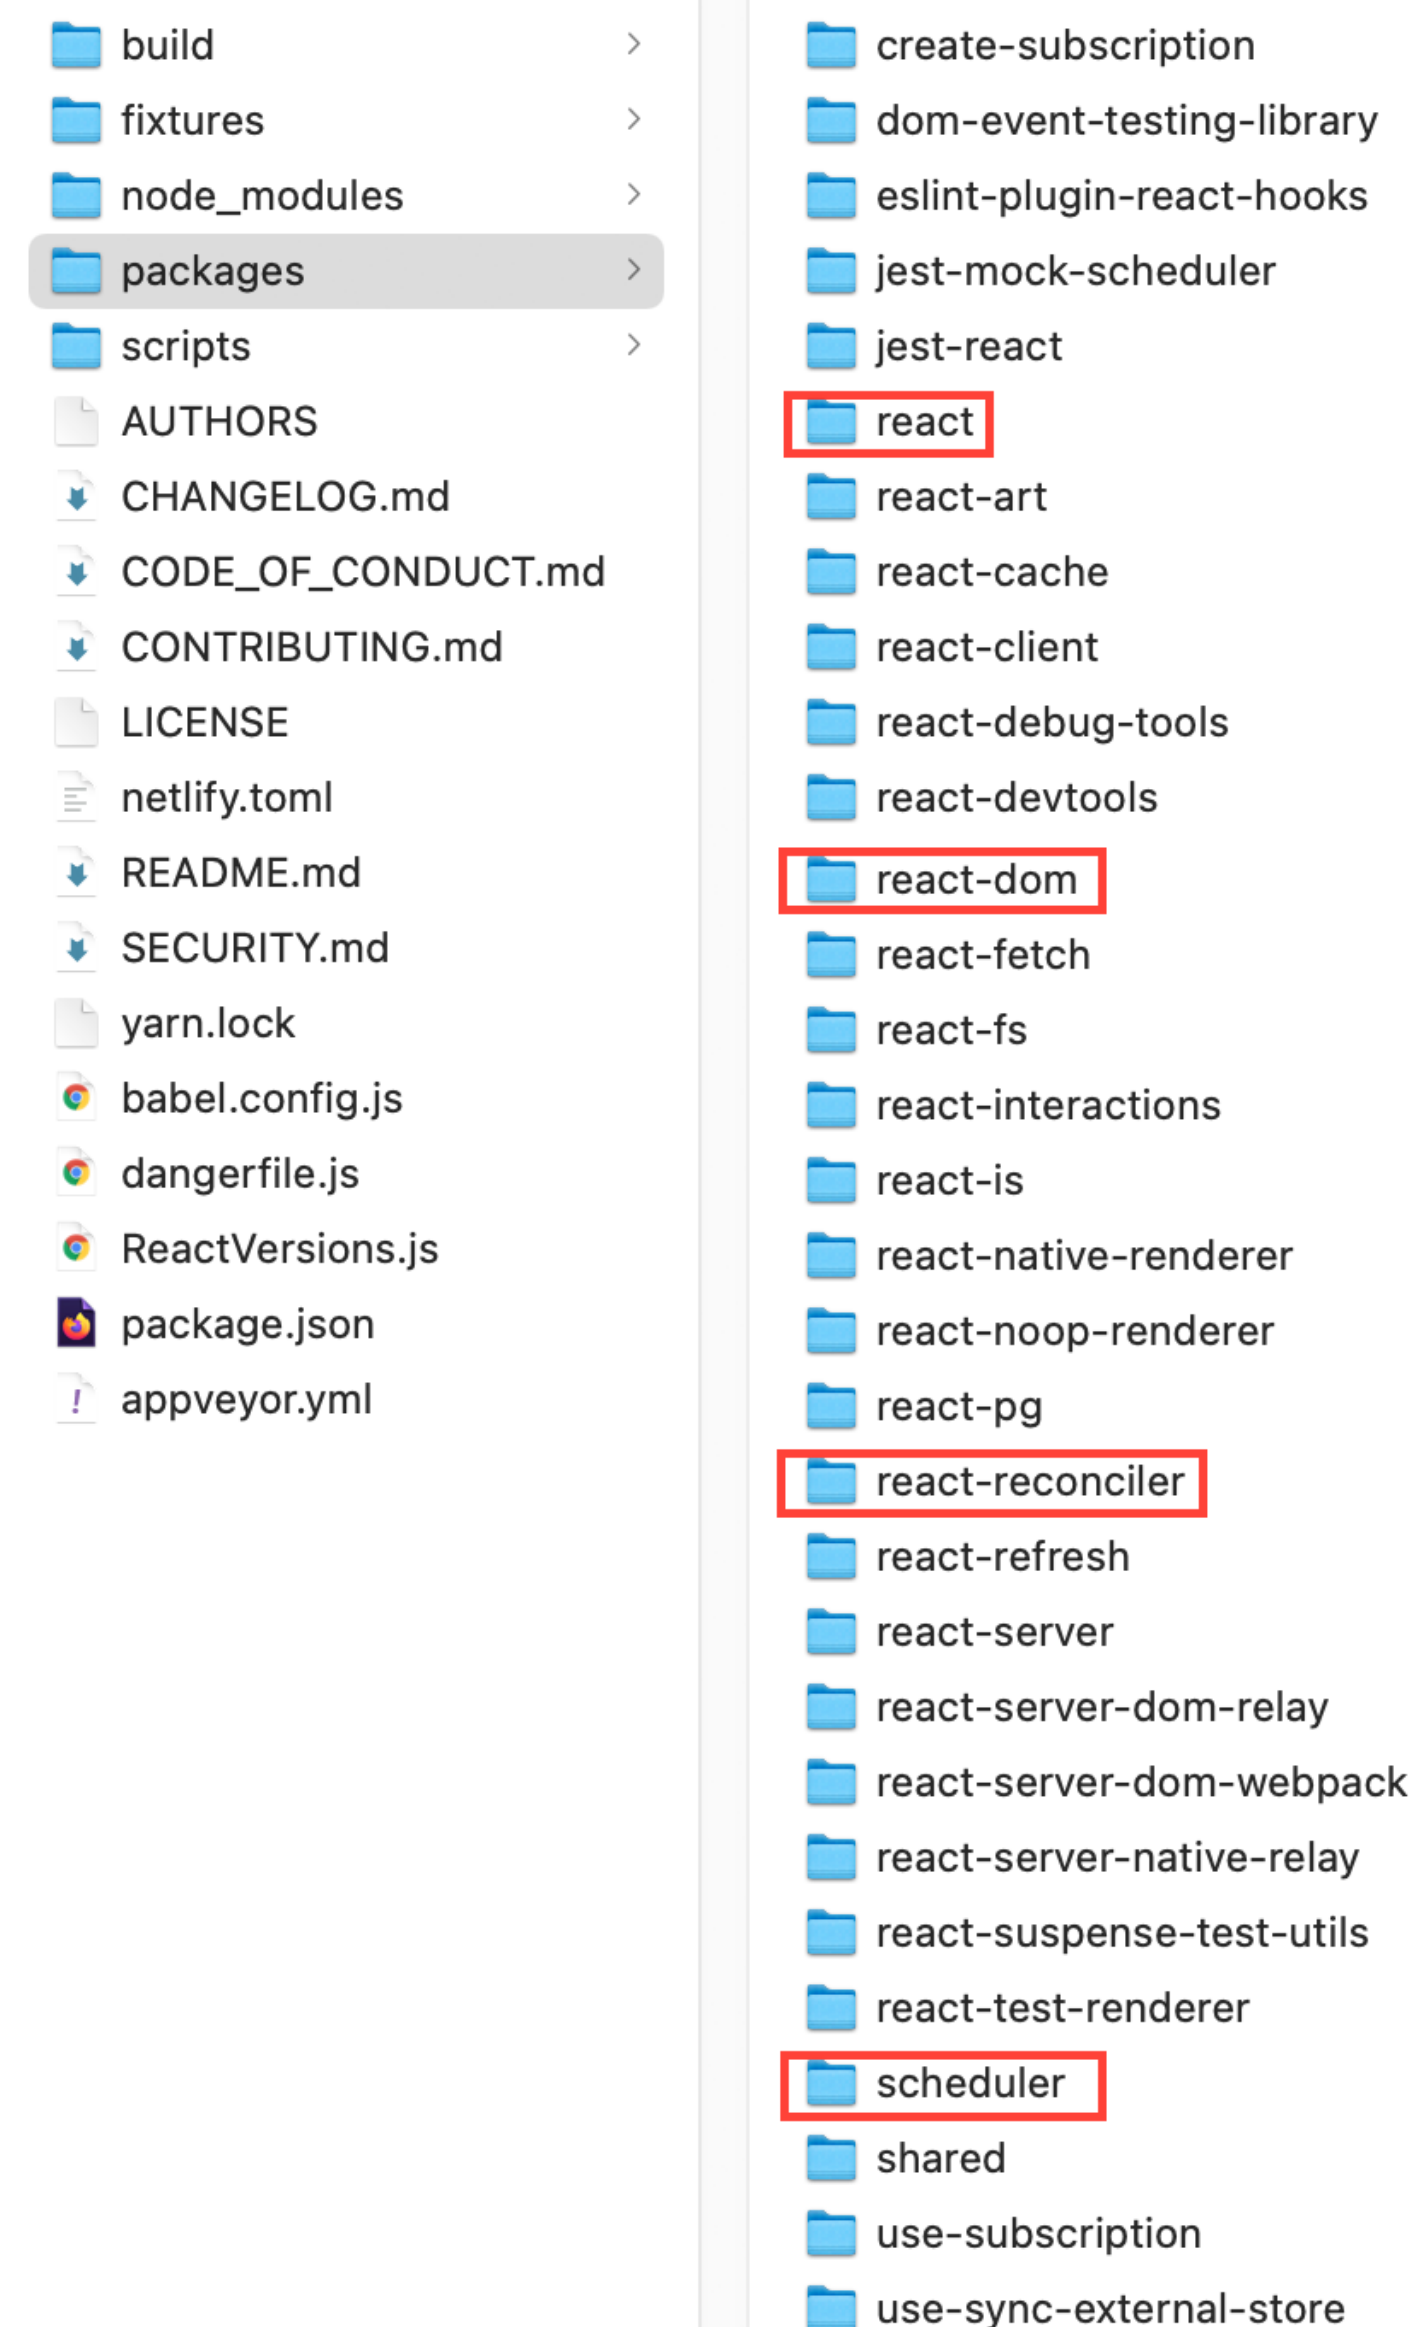 build
fixtures
node_modules
packages
scripts
AUTHORS
CHANGELOG.md
CODE_OF_CONDUCT.md
CONTRIBUTING.md
LICENSE
netlify.toml
README.md
SECURITY.md
yarn.lock
babel.config.js
dangerfile.js
ReactVersions.js
package.json
appveyor.yml
create-subscription
dom-event-testing-library
eslint-plugin-react-hooks
jest-mock-scheduler
jest-react
react
react-art
react-cache
react-client
react-debug-tools
react-devtools
react-dom
react-fetch
react-fs
react-interactions
react-is
react-native-renderer
react-noop-renderer
react-pg
react-reconciler
react-refresh
react-server
react-server-dom-relay
react-server-dom-webpack
react-server-native-relay
react-suspense-test-utils
react-test-renderer
scheduler
shared
use-subscription
use-sync-external-store